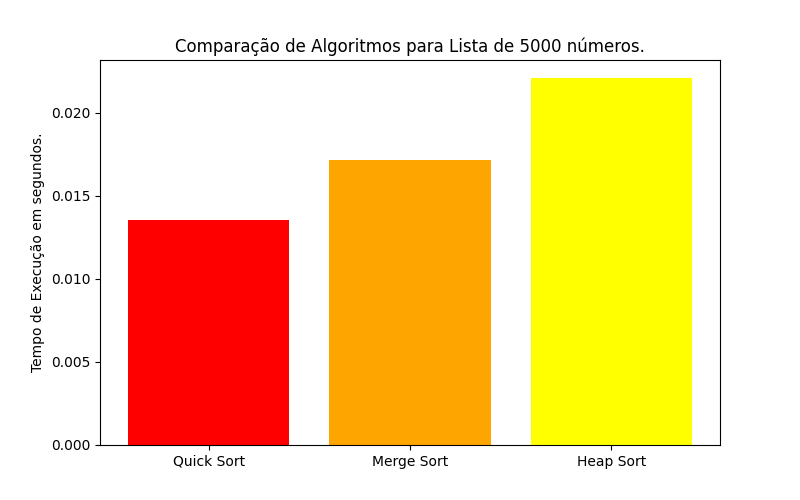 Comparação de Algoritmos para Lista de 5000 números.
Tempo de Execução em segundos.
0.020
0.015
0.010
0.005
0.000
Quick Sort Merge Sort Heap Sort